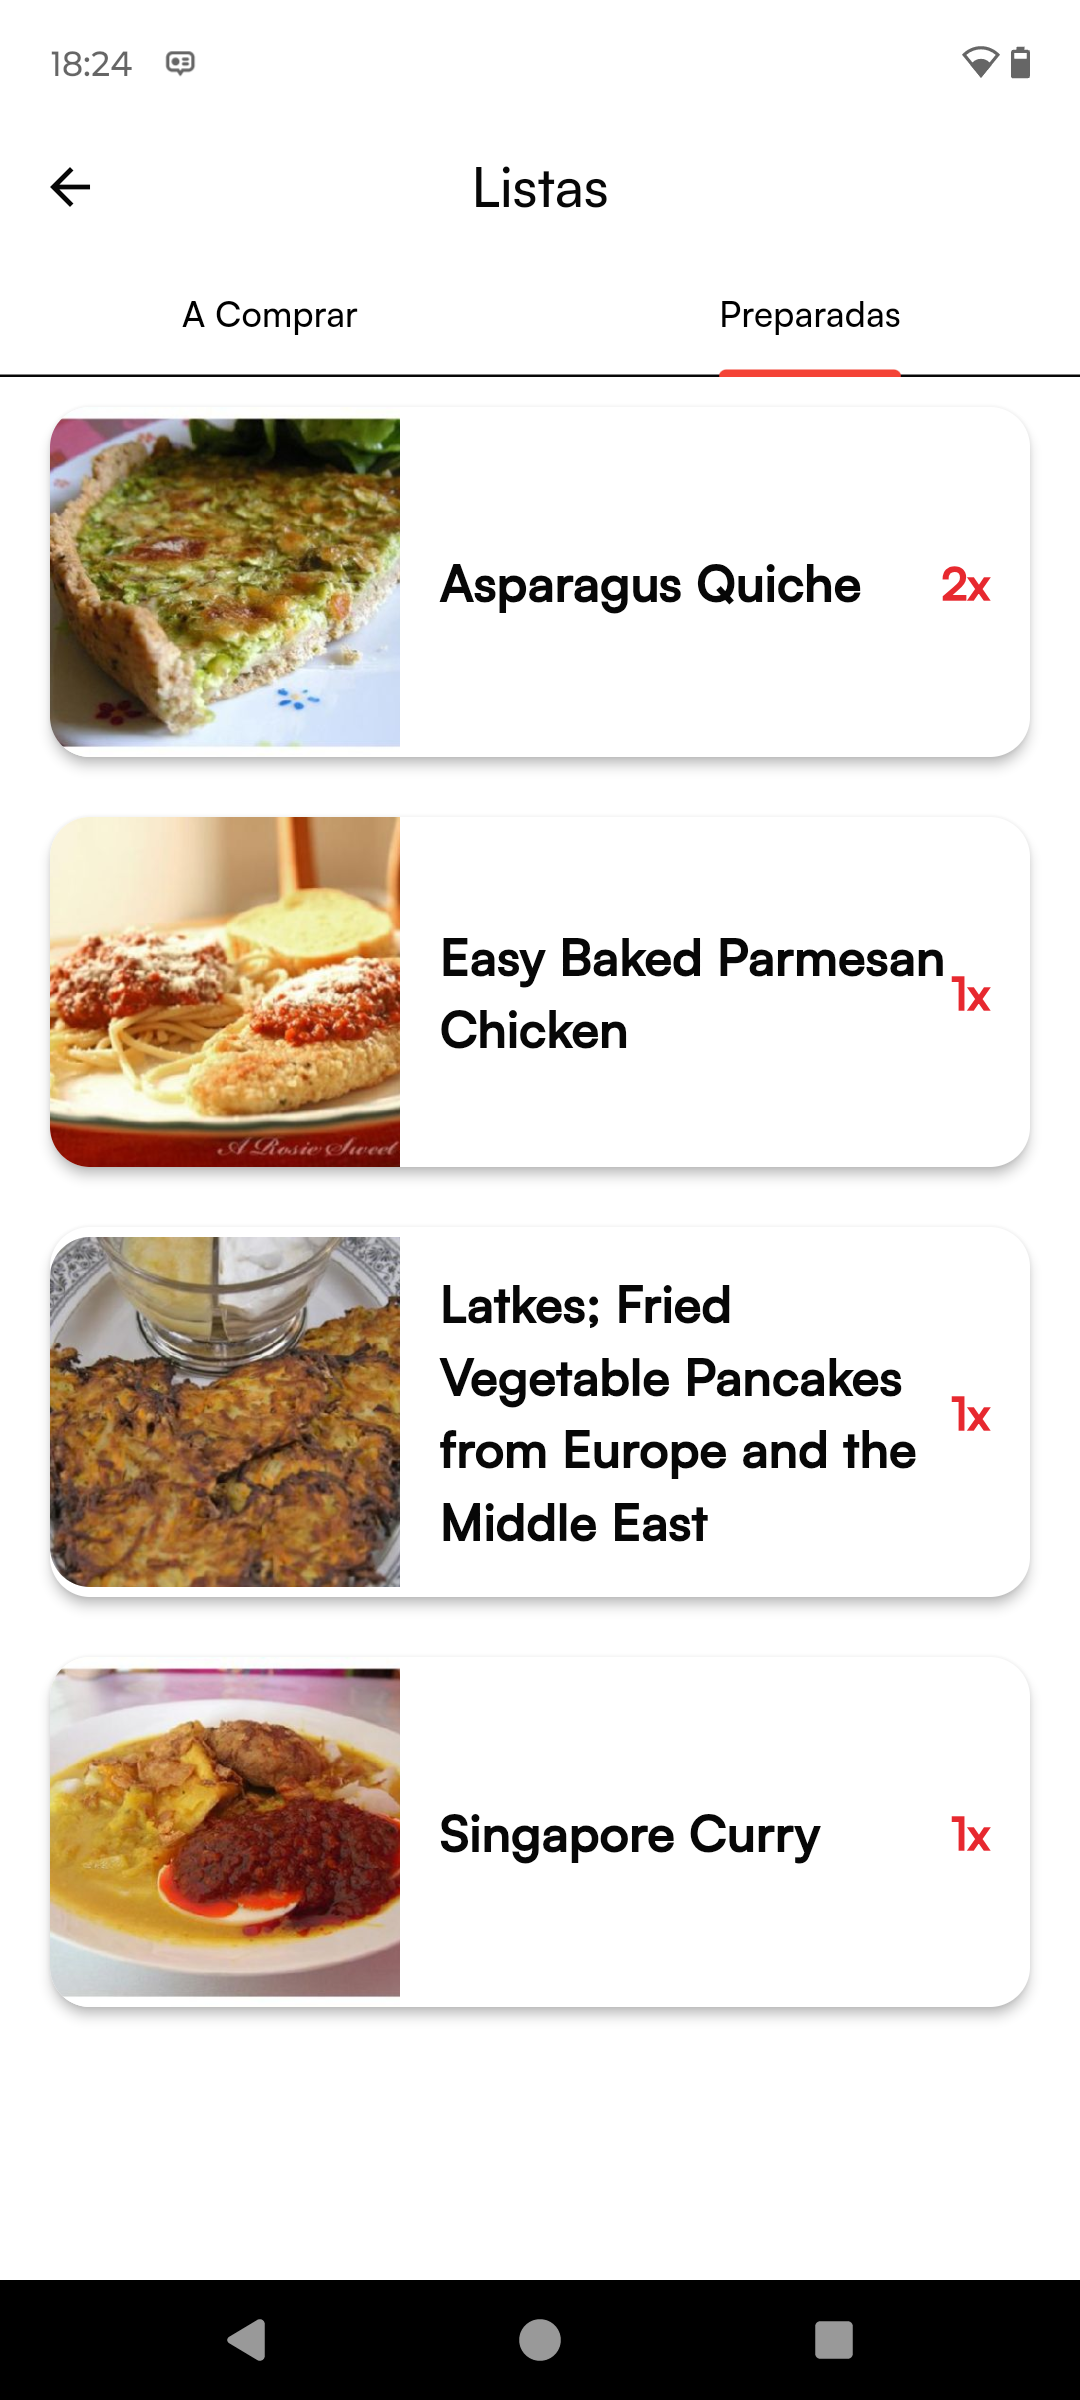 18:24
Listas
A Comprar
Preparadas
Asparagus Quiche
2x
Easy Baked Parmesan
Chicken
1x
A Rosie Sweet
Latkes; Fried
Vegetable Pancakes
from Europe and the
Middle East
1x
Singapore Curry
1x